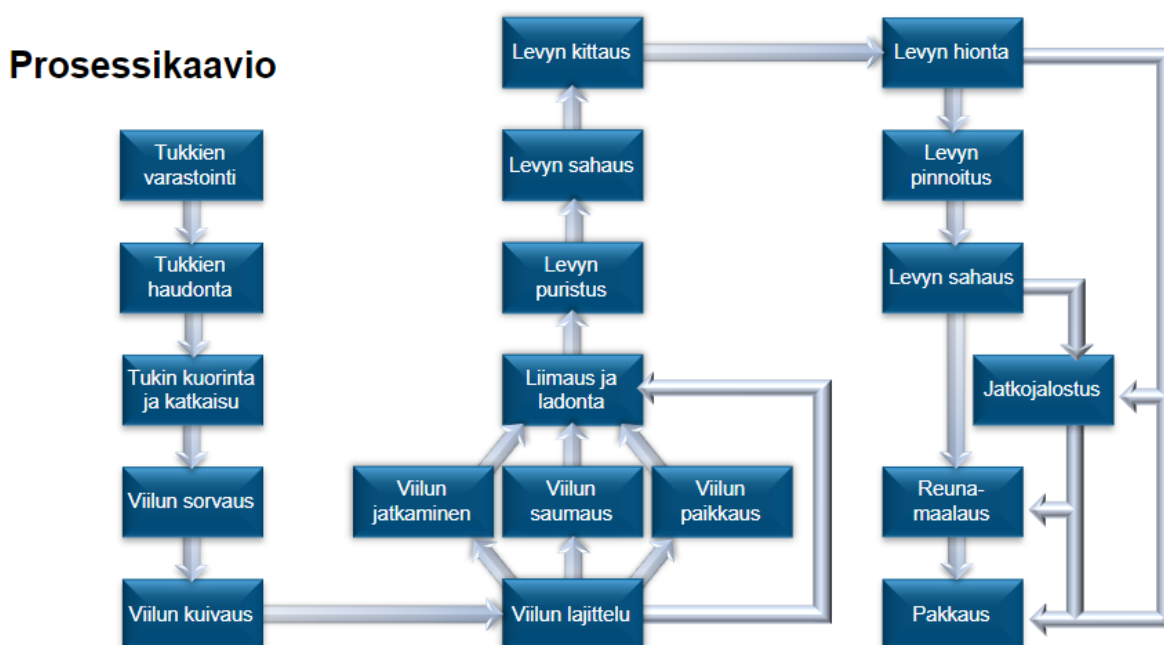 Prosessikaavio
Tukkien
varastointi
Tukkien
haudonta
Tukin kuorinta
ja katkaisu
Viilun sorvaus
Viilun kuivaus
Viilun lajittelu
Viilun
jatkaminen
Viilun
saumaus
Viilun
paikkaus
Liimaus ja
ladonta
Levyn
puristus
Levyn sahaus
Levyn kittaus
Levyn hionta
Levyn
pinnoitus
Levyn sahaus
Jatkojalostus
Reuna-
maalaus
Pakkaus